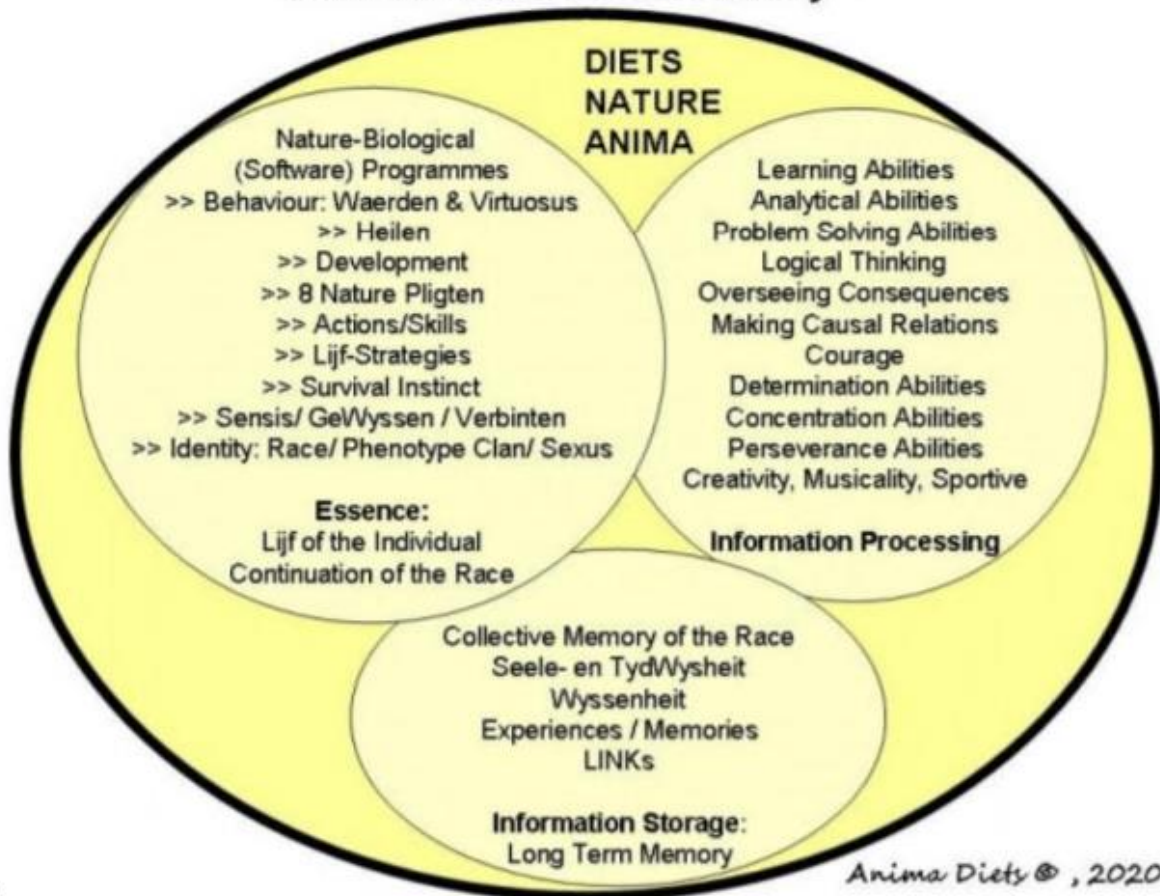 DIETS
NATURE
ANIMA
Nature-Biological
(Software) Programmes
>> Behaviour: Waerden & Virtuosus
>> Heilen
>> Development
>> 8 Nature Pligten
>> Actions/Skills
>> Lijf-Strategies
>> Survival Instinct
>> Sensis/ GeWyssen / Verbinten
>> Identity: Race/ Phenotype Clan/ Sexus
Essence:
Lijf of the Individual
Continuation of the Race
Learning Abilities
Analytical Abilities
Problem Solving Abilities
Logical Thinking
Overseeing Consequences
Making Causal Relations
Courage
Determination Abilities
Concentration Abilities
Perseverance Abilities
Creativity, Musicality, Sportive
Information Processing
Collective Memory of the Race
Seele- en TydWysheit
Wyssenheit
Experiences / Memories
LINKs
Information Storage:
Long Term Memory
Anima Diets ® , 2020